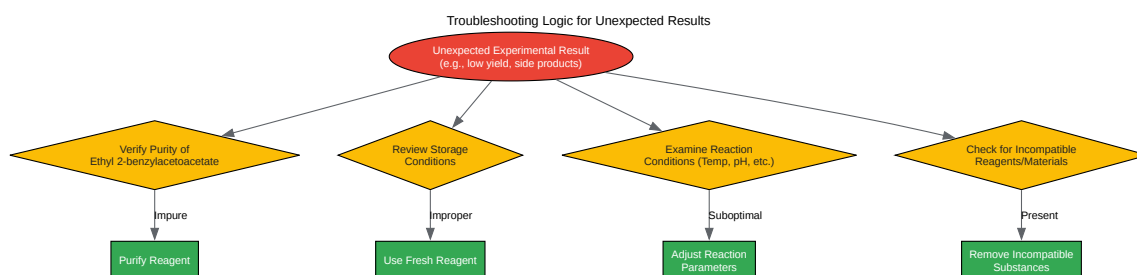 Troubleshooting Logic for Unexpected Results
Unexpected Experimental Result
(e.g., low yield, side products)
Verify Purity of
Ethyl 2-benzylacetoacetate
Review Storage
Conditions
Examine Reaction
Conditions (Temp, pH, etc.)
Check for Incompatible
Reagents/Materials
Impure
Improper
Suboptimal
Present
Purify Reagent
Use Fresh Reagent
Adjust Reaction
Parameters
Remove Incompatible
Substances